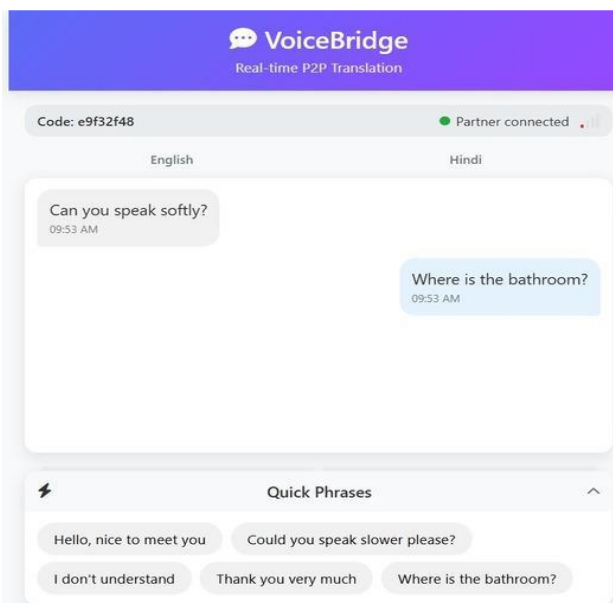 VoiceBridge
Real-time P2P Translation
Code: e9f32f48
Partner connected
English
Hindi
Can you speak softly?
09:53 AM
Where is the bathroom?
09:53 AM
Quick Phrases
Hello, nice to meet you
Could you speak slower please?
I don't understand
Thank you very much
Where is the bathroom?